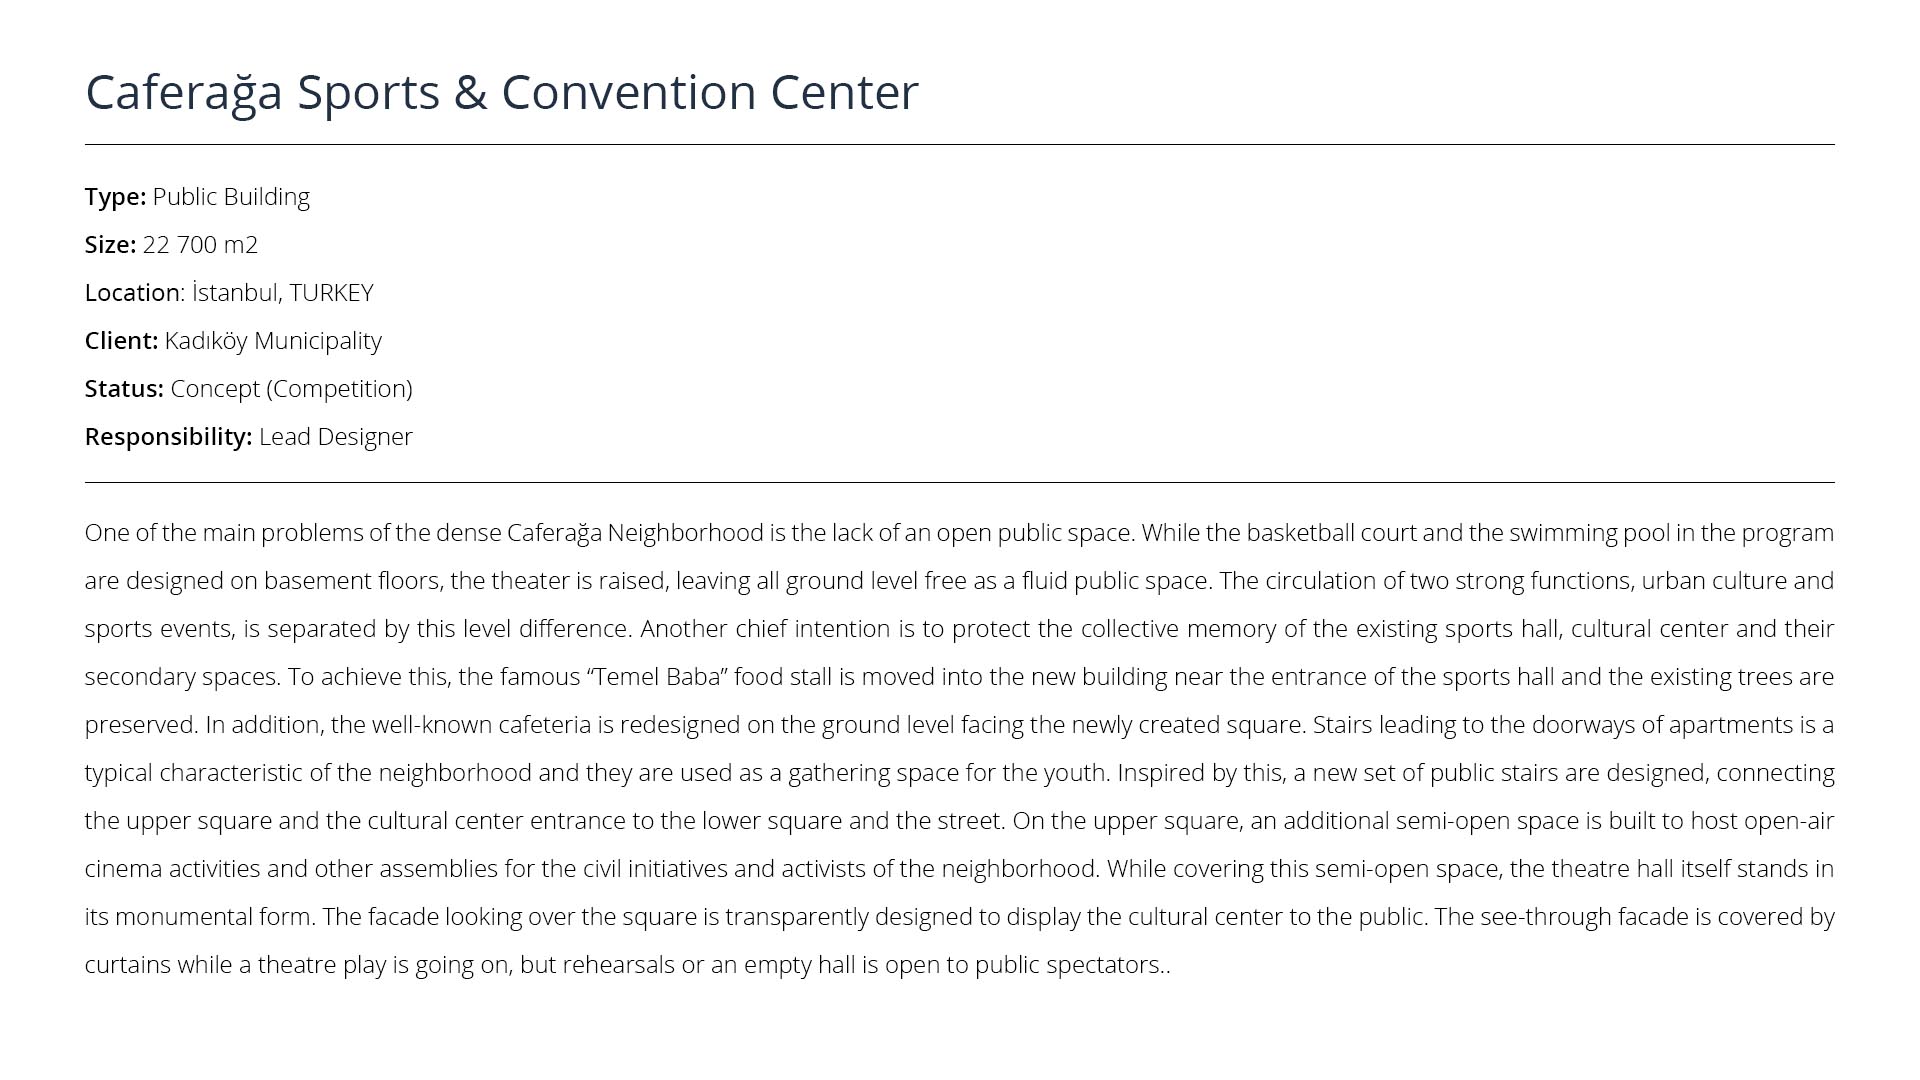 Caferağa Sports & Convention Center
Type: Public Building
Size: 22 700 m2
Location: İstanbul, TURKEY
Client: Kadıköy Municipality
Status: Concept (Competition)
Responsibility: Lead Designer
One of the main problems of the dense Caferağa Neighborhood is the lack of an open public space. While the basketball court and the swimming pool in the program
are designed on basement floors, the theater is raised, leaving all ground level free as a fluid public space. The circulation of two strong functions, urban culture and
sports events, is separated by this level difference. Another chief intention is to protect the collective memory of the existing sports hall, cultural center and their
secondary spaces. To achieve this, the famous “Temel Baba” food stall is moved into the new building near the entrance of the sports hall and the existing trees are
preserved. In addition, the well-known cafeteria is redesigned on the ground level facing the newly created square. Stairs leading to the doorways of apartments is a
typical characteristic of the neighborhood and they are used as a gathering space for the youth. Inspired by this, a new set of public stairs are designed, connecting
the upper square and the cultural center entrance to the lower square and the street. On the upper square, an additional semi-open space is built to host open-air
cinema activities and other assemblies for the civil initiatives and activists of the neighborhood. While covering this semi-open space, the theatre hall itself stands in
its monumental form. The facade looking over the square is transparently designed to display the cultural center to the public. The see-through facade is covered by
curtains while a theatre play is going on, but rehearsals or an empty hall is open to public spectators..